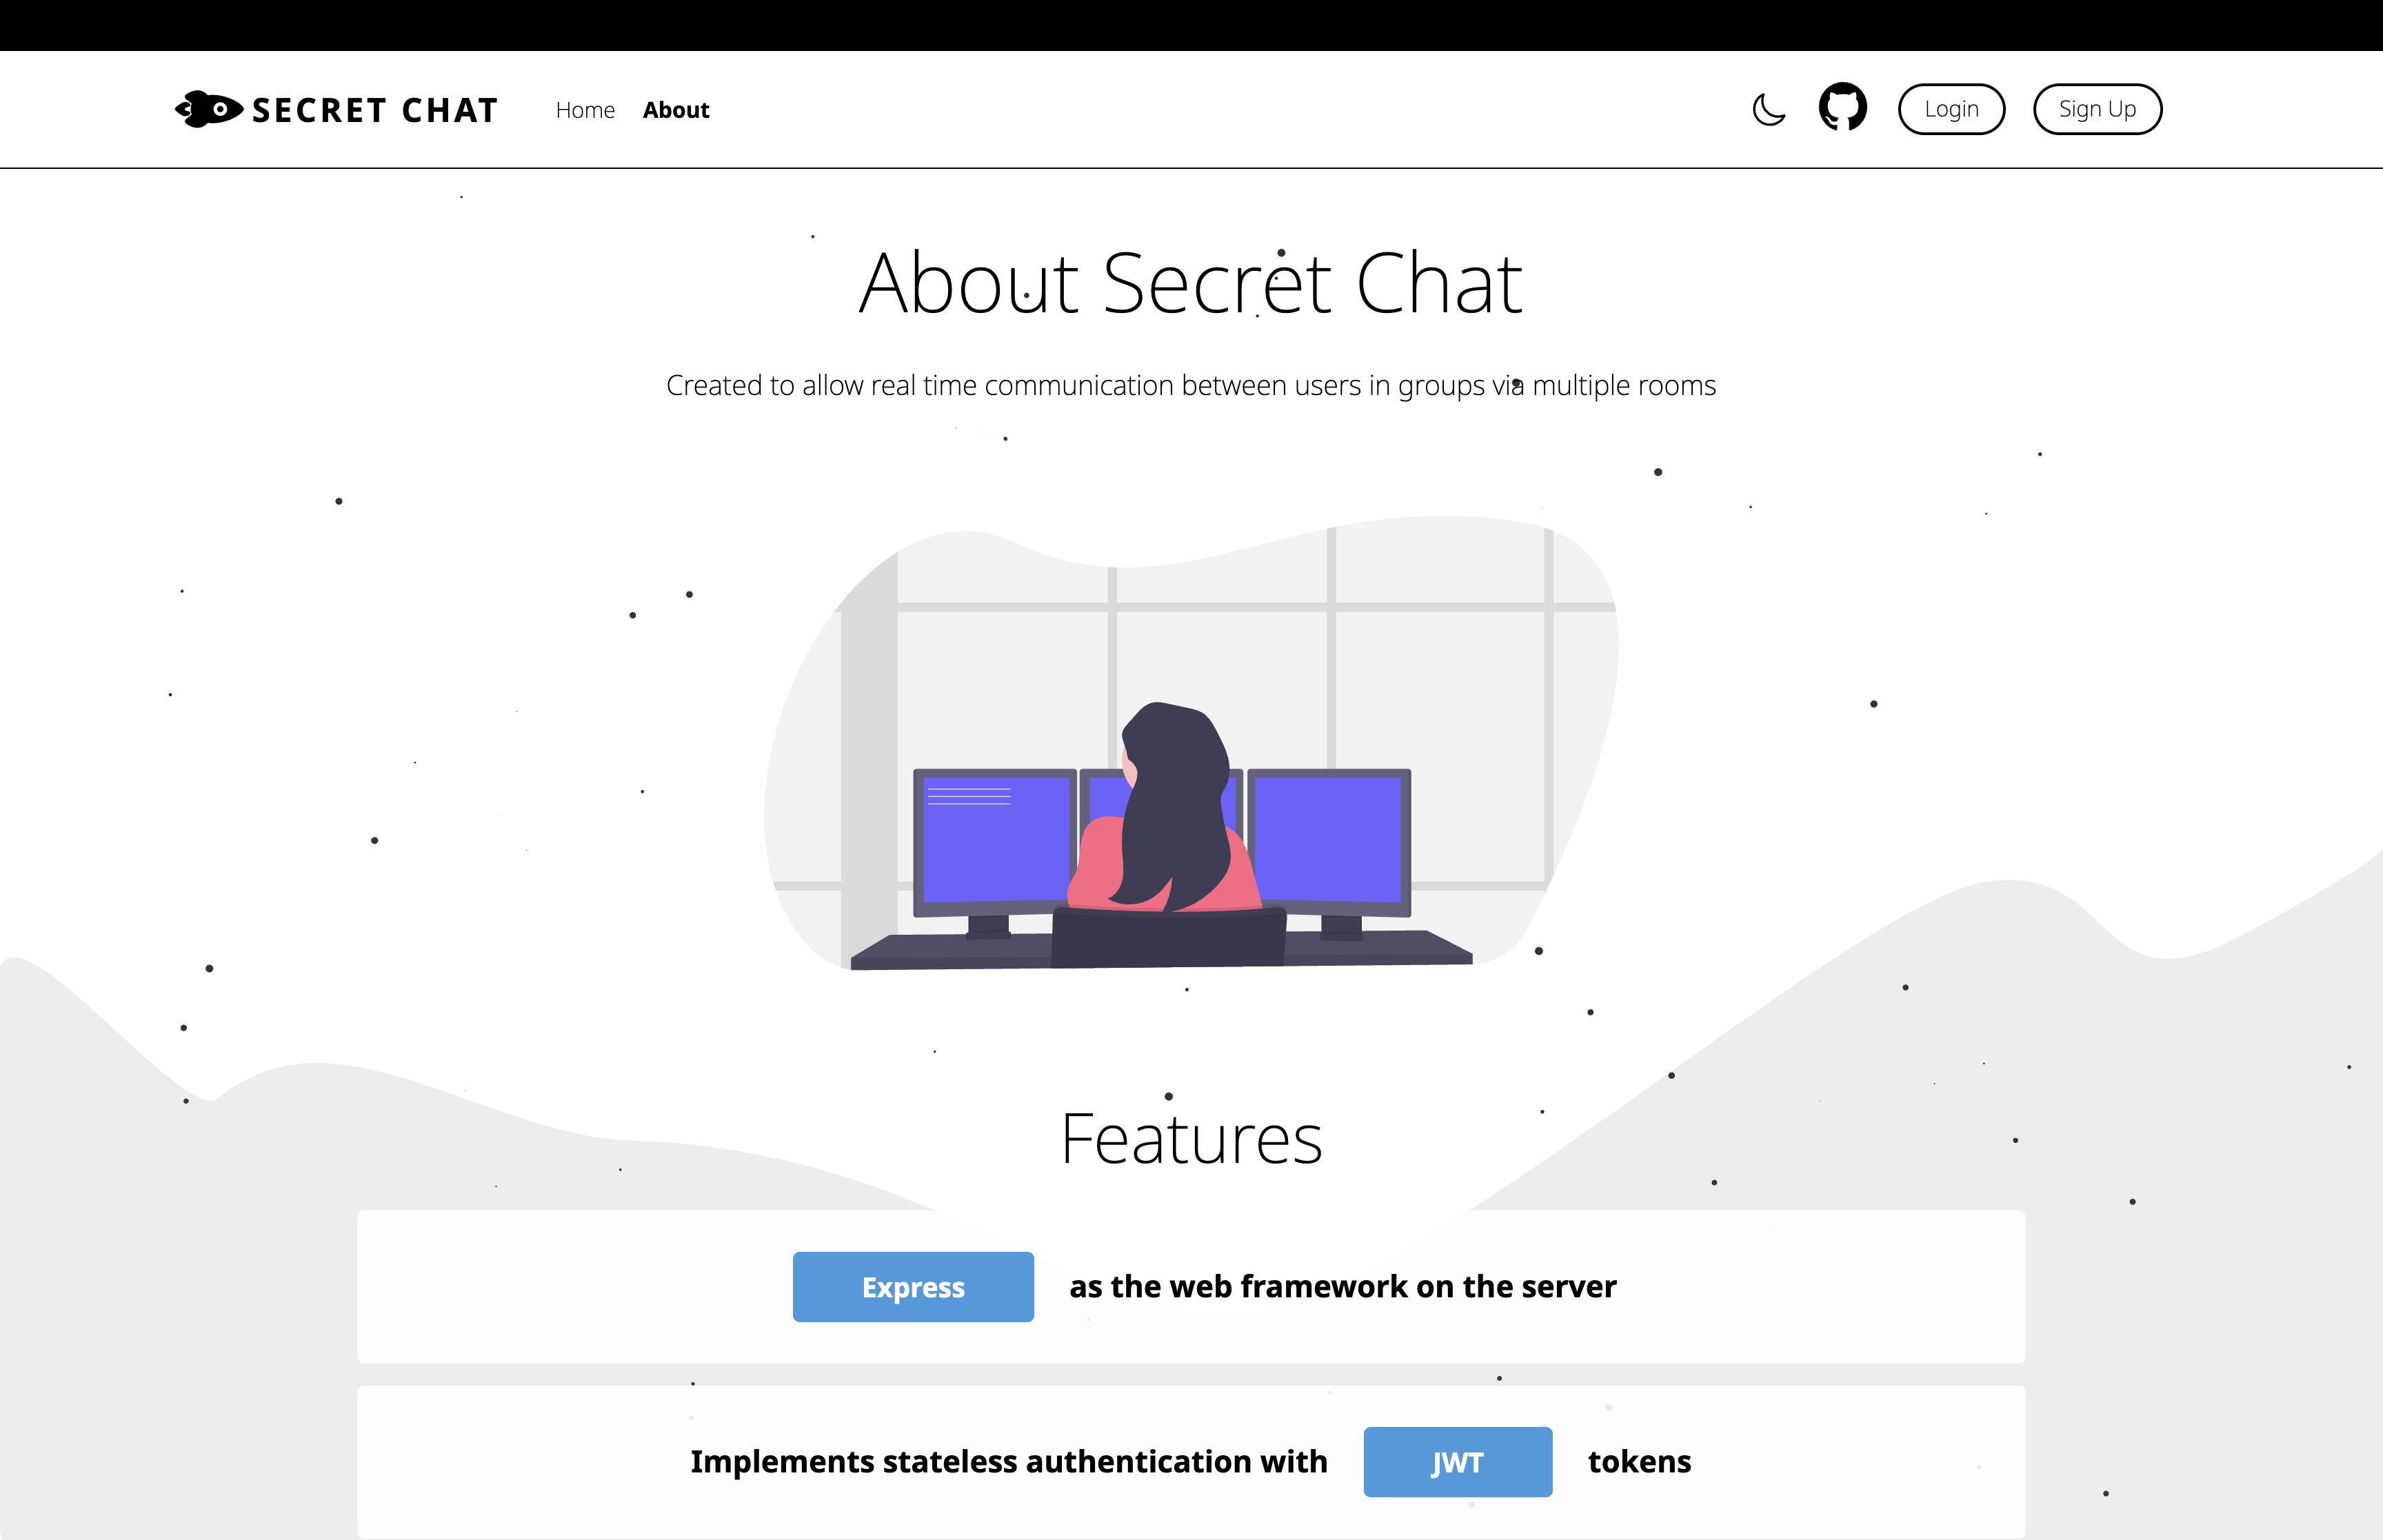 SECRET CHAT Home About Login Sign Up
About Secret Chat
Created to allow real time communication between users in groups via multiple rooms
Features
Express as the web framework on the server
Implements stateless authentication with JWT tokens